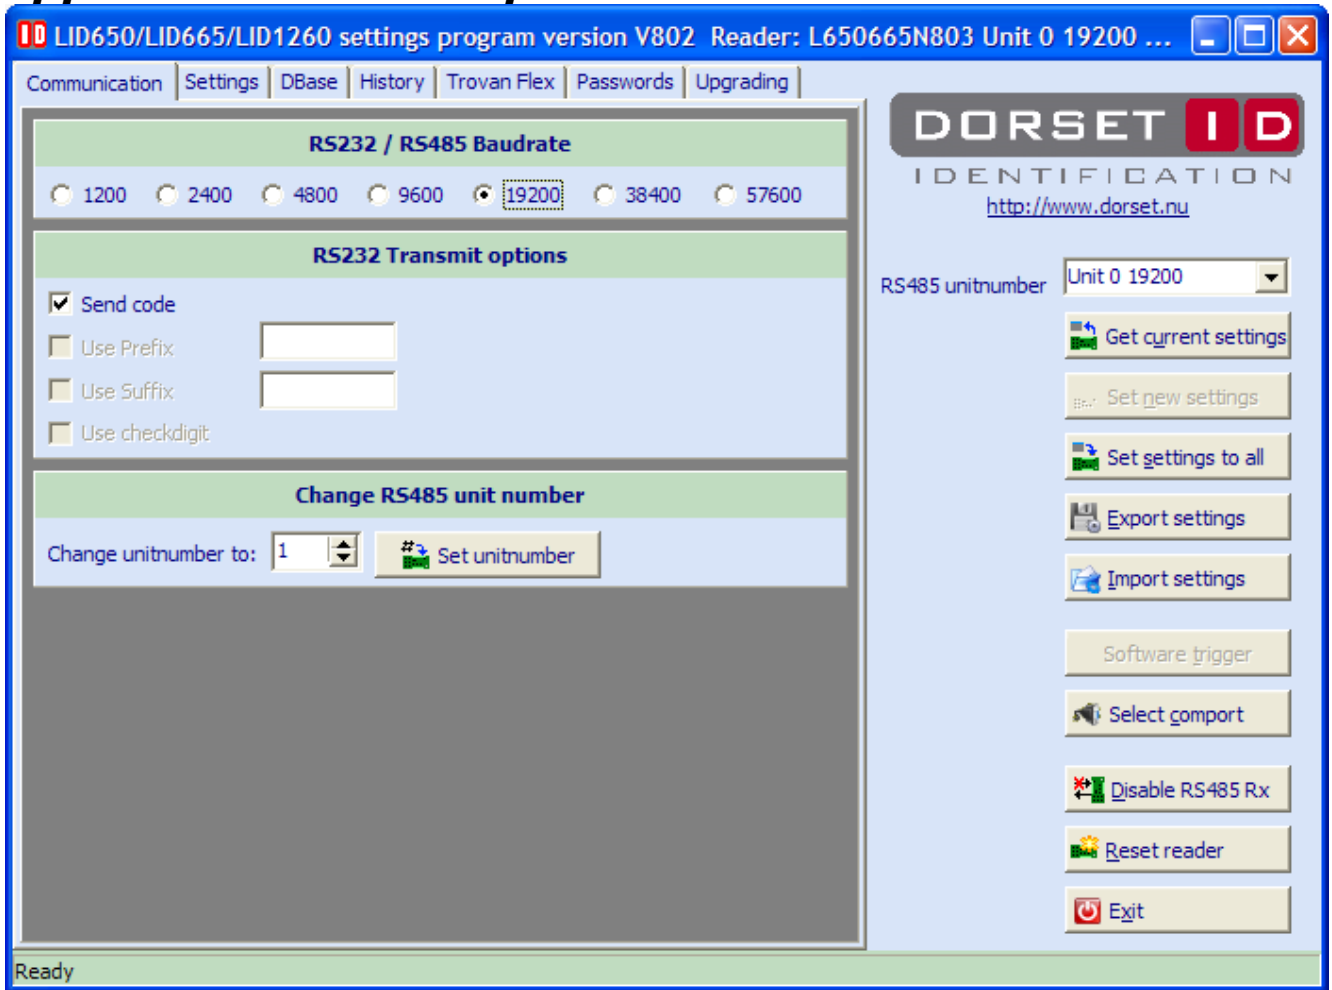 LID650/LID665/LID1260 settings program version V802 Reader: L650665N803 Unit 0 19200 ...
Communication Settings DBase History Trovan Flex Passwords Upgrading
RS232 / RS485 Baudrate
1200 2400 4800 9600 19200 38400 57600
RS232 Transmit options
Send code
Use Prefix
Use Suffix
Use checkdigit
Change RS485 unit number
Change unitnumber to: 1 Set unitnumber
DORSET ID
IDENTIFICATION
http://www.dorset.nu
RS485 unitnumber Unit 0 19200
Get current settings
Set new settings
Set settings to all
Export settings
Import settings
Software trigger
Select comport
Disable RS485 Rx
Reset reader
Exit
Ready